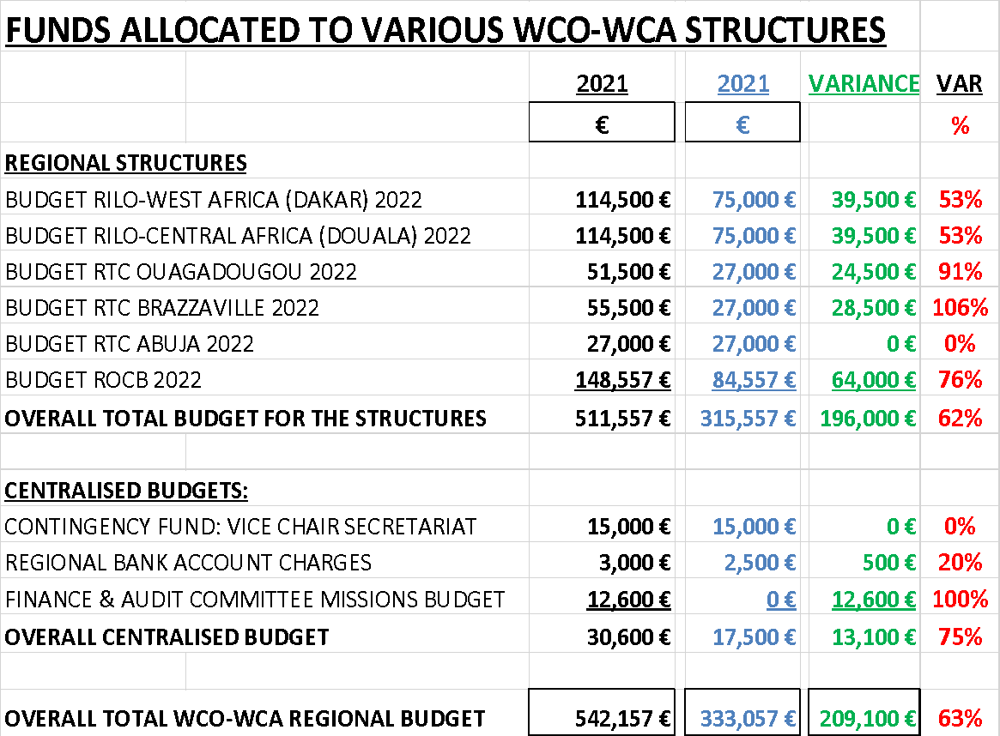 FUNDS ALLOCATED TO VARIOUS WCO-WCA STRUCTURES
2021 2021 VARIANCE VAR
€ € %
REGIONAL STRUCTURES
BUDGET RILO-WEST AFRICA (DAKAR) 2022 114,500 € 75,000 € 39,500 € 53%
BUDGET RILO-CENTRAL AFRICA (DOUALA) 2022 114,500 € 75,000 € 39,500 € 53%
BUDGET RTC OUAGADOUGOU 2022 51,500 € 27,000 € 24,500 € 91%
BUDGET RTC BRAZZAVILLE 2022 55,500 € 27,000 € 28,500 € 106%
BUDGET RTC ABUJA 2022 27,000 € 27,000 € 0 € 0%
BUDGET ROCB 2022 148,557 € 84,557 € 64,000 € 76%
OVERALL TOTAL BUDGET FOR THE STRUCTURES 511,557 € 315,557 € 196,000 € 62%
CENTRALISED BUDGETS:
CONTINGENCY FUND: VICE CHAIR SECRETARIAT 15,000 € 15,000 € 0 € 0%
REGIONAL BANK ACCOUNT CHARGES 3,000 € 2,500 € 500 € 20%
FINANCE & AUDIT COMMITTEE MISSIONS BUDGET 12,600 € 0 € 12,600 € 100%
OVERALL CENTRALISED BUDGET 30,600 € 17,500 € 13,100 € 75%
OVERALL TOTAL WCO-WCA REGIONAL BUDGET 542,157 € 333,057 € 209,100 € 63%